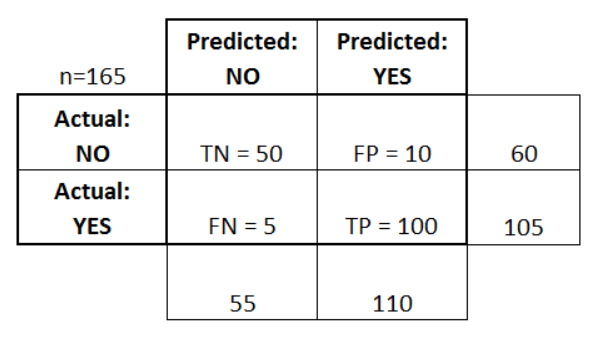 Predicted: Predicted:
n=165 NO YES
Actual:
NO TN = 50 FP = 10 60
Actual:
YES FN = 5 TP = 100 105
55 110